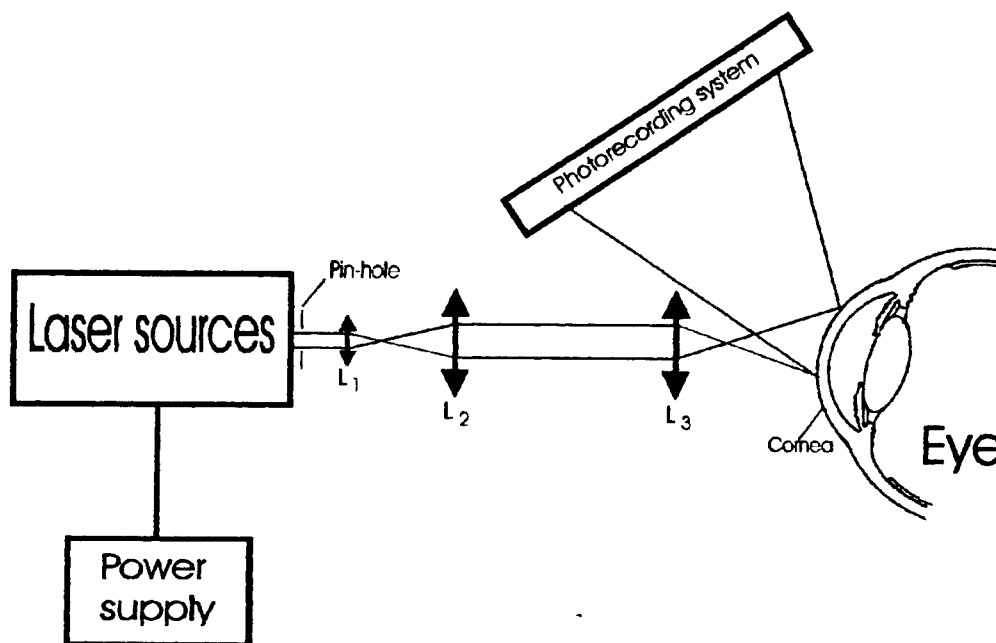 Photorecording system
Pin-hole
Laser sources
L1
L2
L3
Cornea
Eye
Power
supply